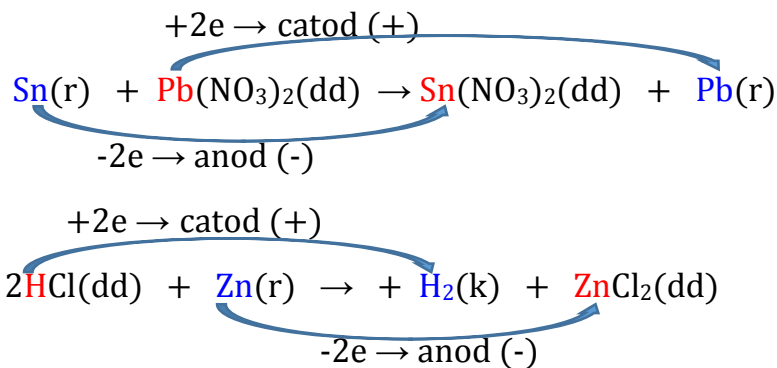 +2e → catod (+)
Sn(r) + Pb(NO₃)₂(dd) → Sn(NO₃)₂(dd) + Pb(r)
-2e → anod (-)
+2e → catod (+)
2HCl(dd) + Zn(r) → + H₂(k) + ZnCl₂(dd)
-2e → anod (-)